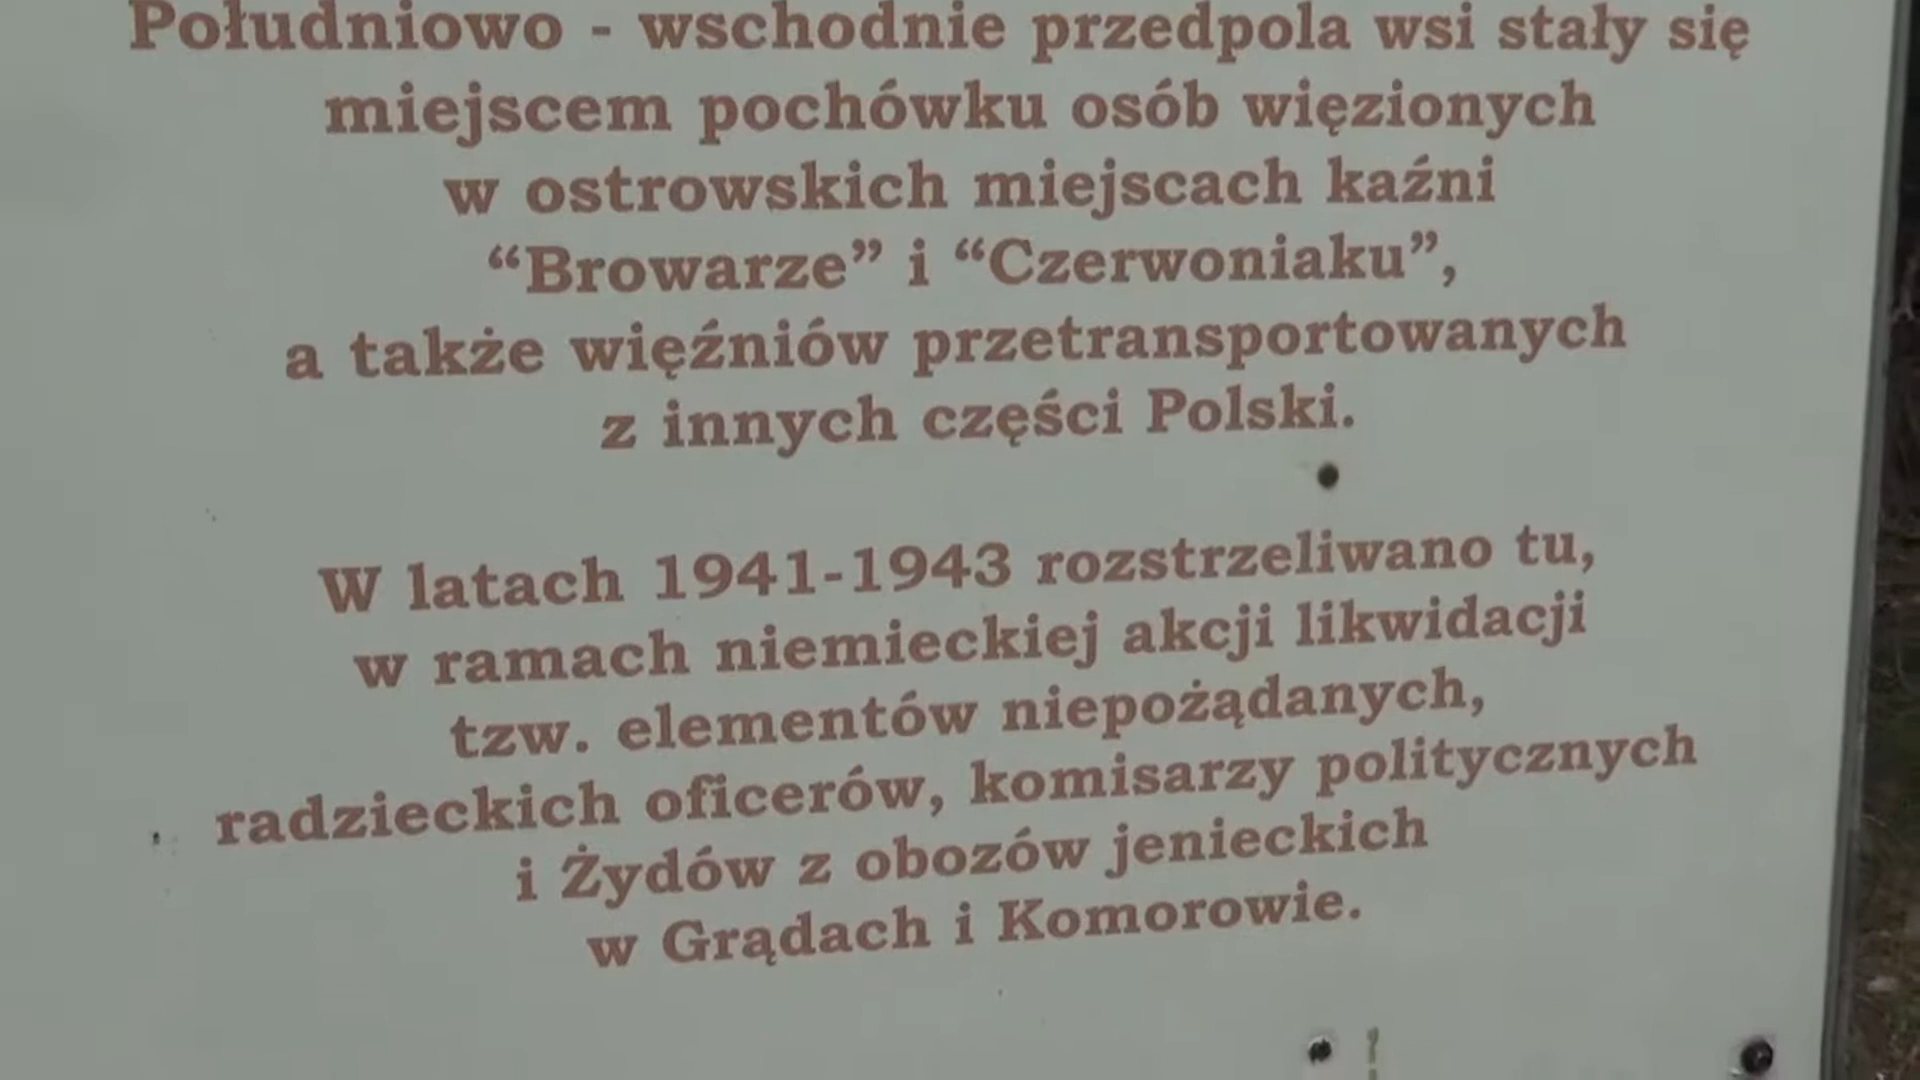 Południowo - wschodnie przedpola wsi stały się
miejscem pochówku osób więzionych
w ostrowskich miejscach kaźni
“Browarze” i “Czerwoniaku”,
a także więźniów przetransportowanych
z innych części Polski.
W latach 1941-1943 rozstrzeliwano tu,
w ramach niemieckiej akcji likwidacji
tzw. elementów niepożądanych,
radzieckich oficerów, komisarzy politycznych
i Żydów z obozów jenieckich
w Grądach i Komorowie.